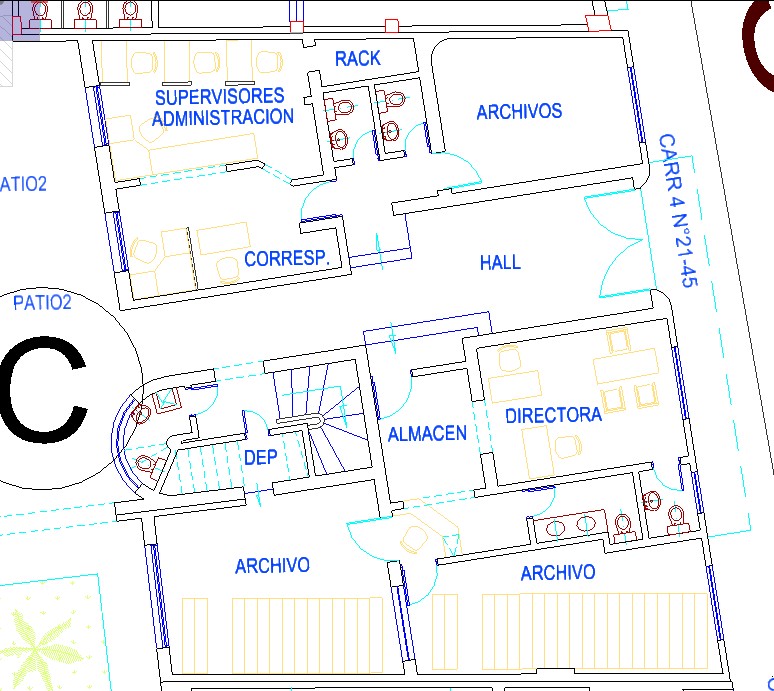 RACK
SUPERVISORES
ADMINISTRACION
ARCHIVOS
ATIO2
CARR 4 N°21-45
CORRESP.
HALL
PATIO2
C
DIRECTORA
ALMACEN
DEP
ARCHIVO
ARCHIVO